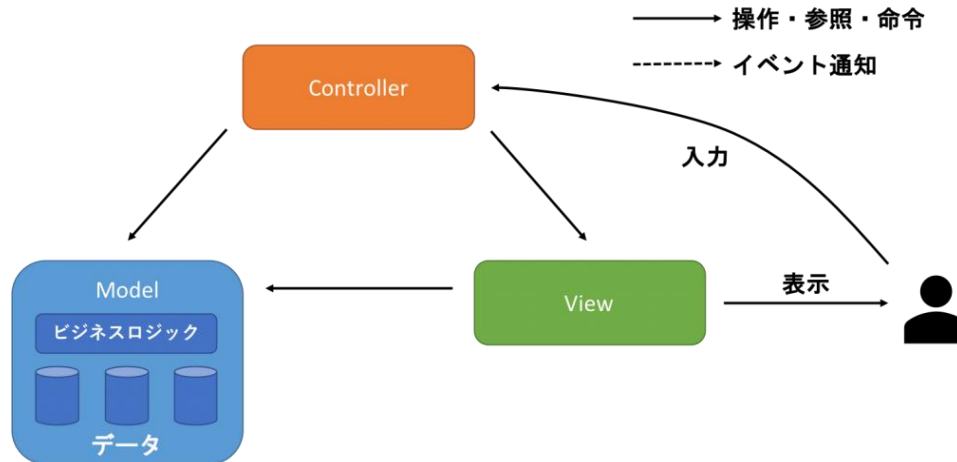 操作・参照・命令
イベント通知
Controller
入力
Model
ビジネスロジック
データ
View
表示